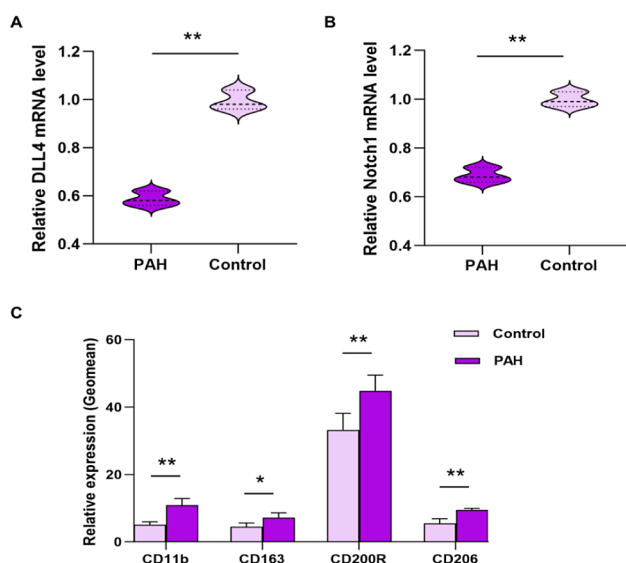 A
Relative DLL4 mRNA level
1.2
1.0
0.8
0.6
0.4
**
PAH Control
B
Relative Notch1 mRNA level
1.2
1.0
0.8
0.6
0.4
**
PAH Control
C
Relative expression (Geomean)
60
40
20
0
**
*
**
**
CD11b CD163 CD200R CD206
Control
PAH